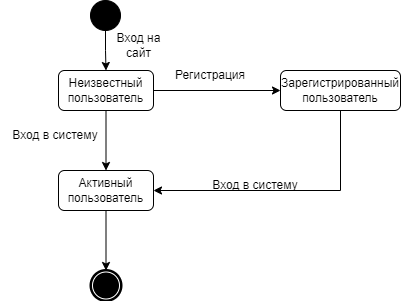 Вход на
сайт
Неизвестный
пользователь
Регистрация
Зарегистрированный
пользователь
Вход в систему
Активный
пользователь
Вход в систему